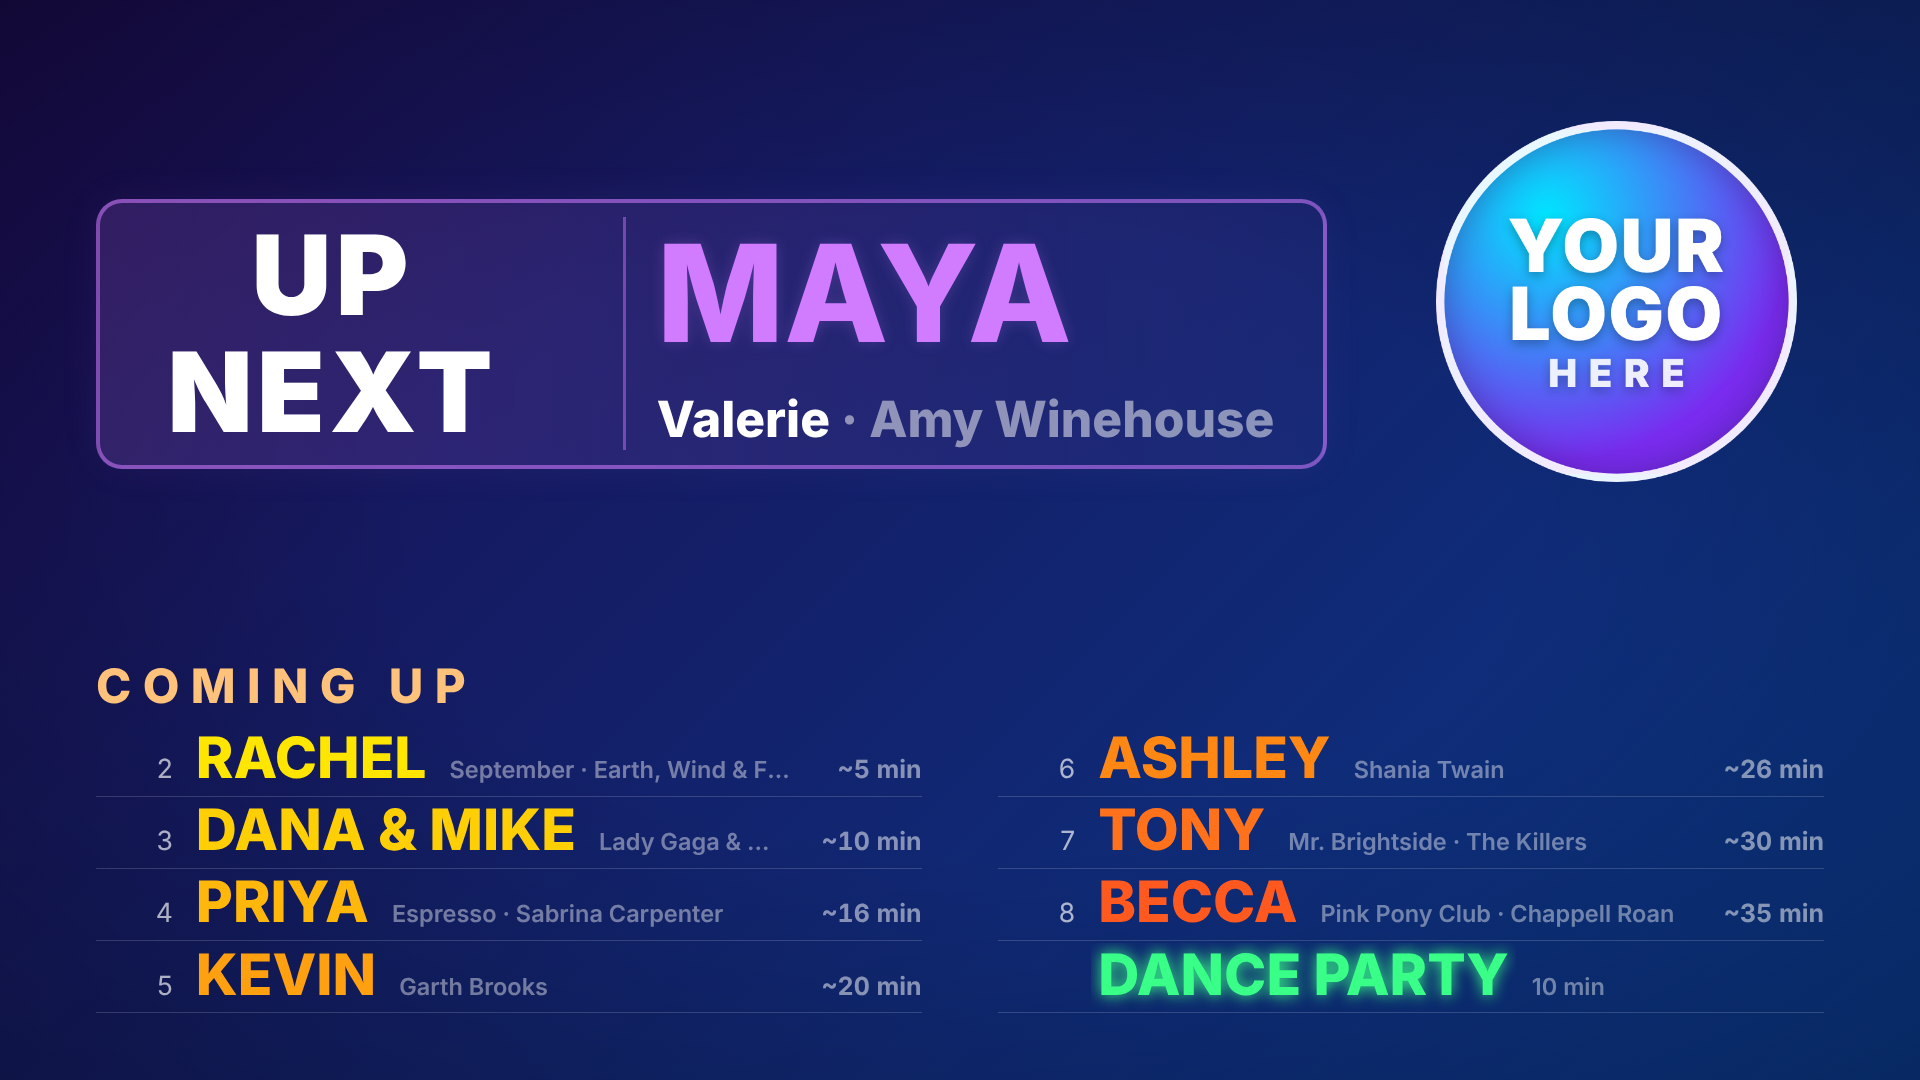 UP
NEXT
MAYA
Valerie · Amy Winehouse
YOUR
LOGO
HERE
COMING UP
2 RACHEL September · Earth, Wind & F... ~5 min
3 DANA & MIKE Lady Gaga & ... ~10 min
4 PRIYA Espresso · Sabrina Carpenter ~16 min
5 KEVIN Garth Brooks ~20 min
6 ASHLEY Shania Twain ~26 min
7 TONY Mr. Brightside · The Killers ~30 min
8 BECCA Pink Pony Club · Chappell Roan ~35 min
DANCE PARTY 10 min